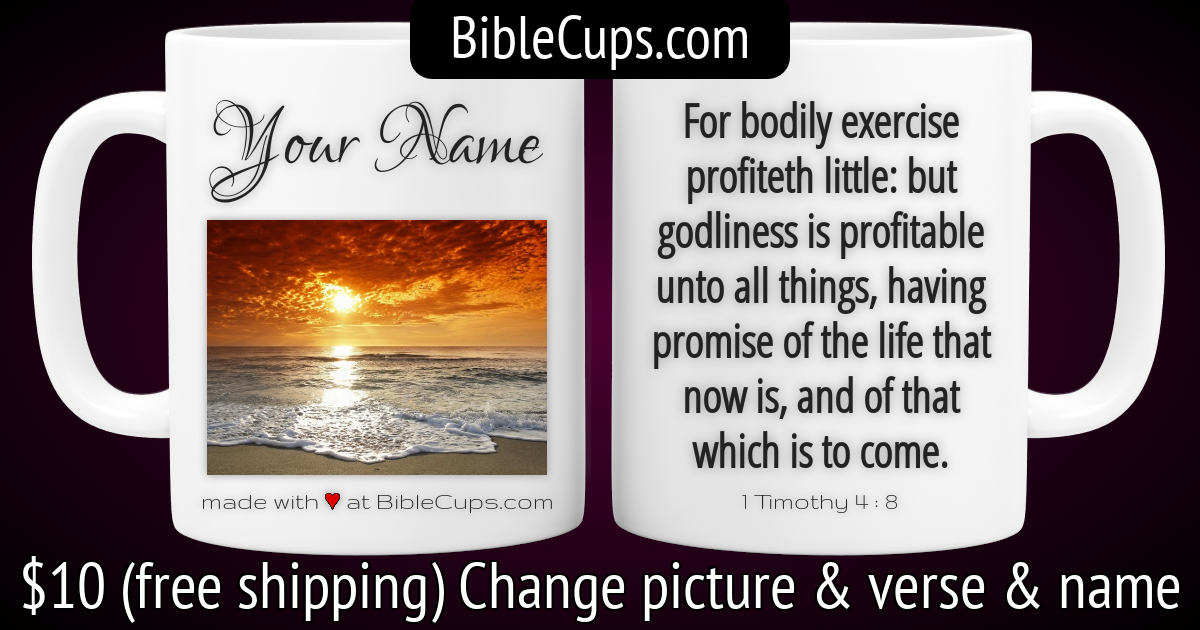 BibleCups.com
Your Name
made with ♥ at BibleCups.com
For bodily exercise
profiteth little: but
godliness is profitable
unto all things, having
promise of the life that
now is, and of that
which is to come.
1 Timothy 4 : 8
$10 (free shipping) Change picture & verse & name